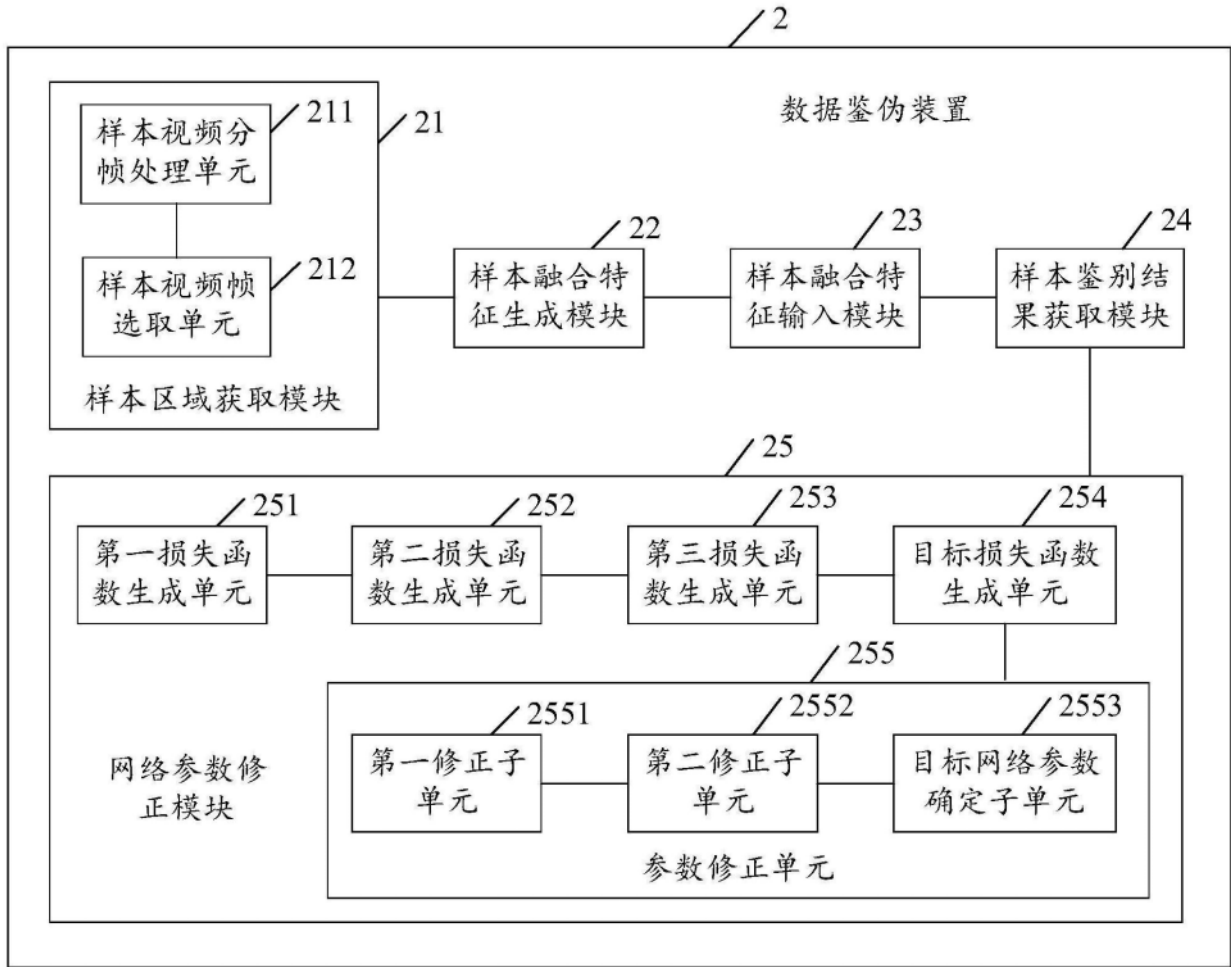 2
数据鉴伪装置
21
211
样本视频分
帧处理单元
212
样本视频帧
选取单元
样本区域获取模块
22
样本融合特
征生成模块
23
样本融合特
征输入模块
24
样本鉴别结
果获取模块
25
251
第一损失函
数生成单元
252
第二损失函
数生成单元
253
第三损失函
数生成单元
254
目标损失函数
生成单元
255
2551
第一修正子
单元
2552
第二修正子
单元
2553
目标网络参数
确定子单元
参数修正单元
网络参数修
正模块